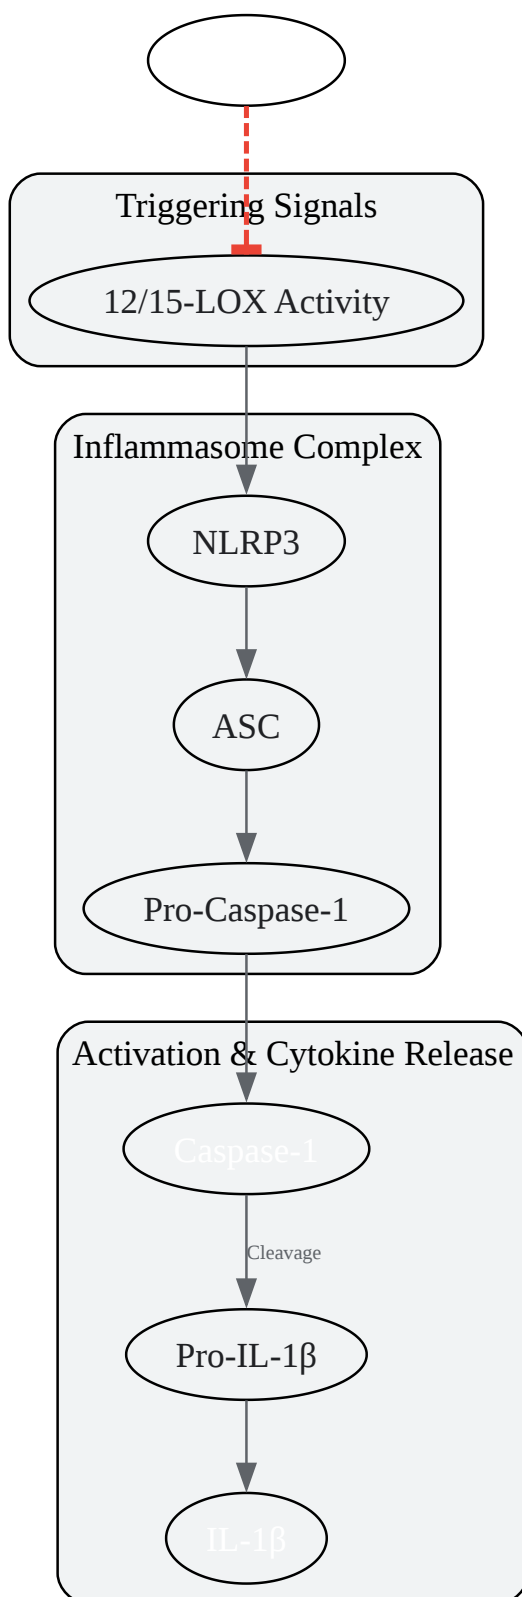 Triggering Signals
12/15-LOX Activity
Inflammasome Complex
NLRP3
ASC
Pro-Caspase-1
Activation & Cytokine Release
Caspase-1
Cleavage
Pro-IL-1β
IL-1β